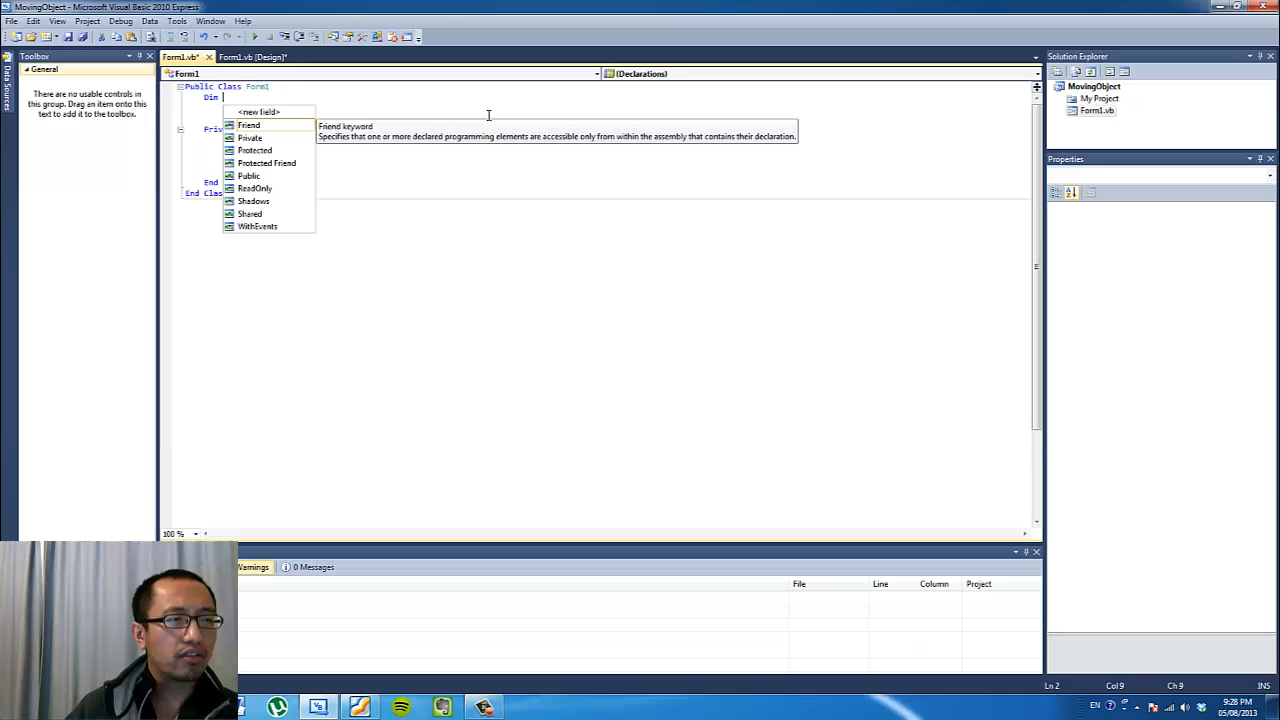 MovingObject - Microsoft Visual Basic 2010 Express
File Edit View Project Debug Data Tools Window Help
Toolbox
General
There are no usable controls in
this group. Drag an item onto this
text to add it to the toolbox.
Data Sources
Form1.vb*
Form1.vb [Design]*
Form1
(Declarations)
Public Class Form1
Dim
<new field>
Friend
Private
Protected
Protected Friend
Public
ReadOnly
Shadows
Shared
WithEvents
Friend keyword
Specifies that one or more declared programming elements are accessible only from within the assembly that contains their declaration.
Priv
End
End Clas
100 %
Warnings
0 Messages
File Line Column Project
Solution Explorer
MovingObject
My Project
Form1.vb
Properties
Ln 2 Col 9 Ch 9 INS
EN
9:28 PM
05/08/2013